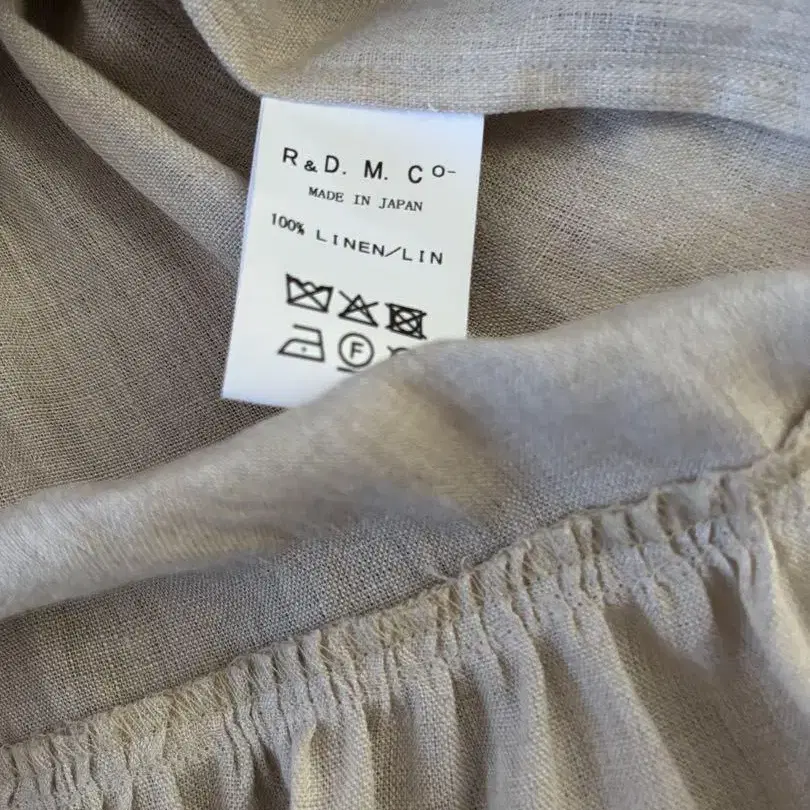 R&D. M. Co-
MADE IN JAPAN
100% LINEN/LIN
F